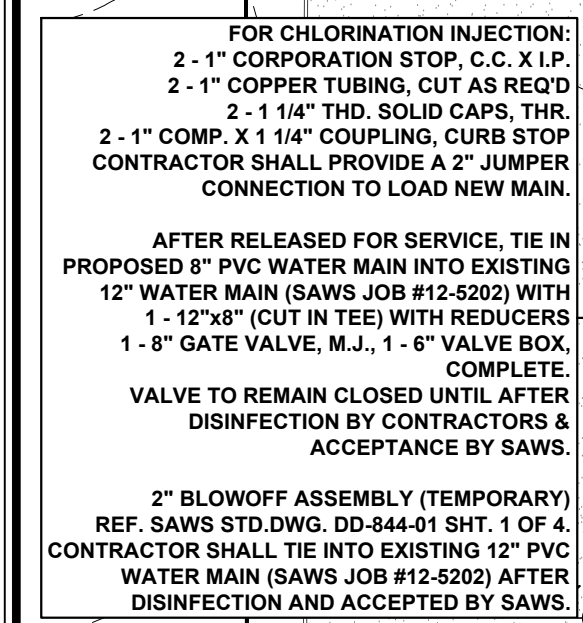 FOR CHLORINATION INJECTION:
2 - 1" CORPORATION STOP, C.C. X I.P.
2 - 1" COPPER TUBING, CUT AS REQ'D
2 - 1 1/4" THD. SOLID CAPS, THR.
2 - 1" COMP. X 1 1/4" COUPLING, CURB STOP
CONTRACTOR SHALL PROVIDE A 2" JUMPER
CONNECTION TO LOAD NEW MAIN.

AFTER RELEASED FOR SERVICE, TIE IN
PROPOSED 8" PVC WATER MAIN INTO EXISTING
12" WATER MAIN (SAWS JOB #12-5202) WITH
1 - 12"x8" (CUT IN TEE) WITH REDUCERS
1 - 8" GATE VALVE, M.J., 1 - 6" VALVE BOX,
COMPLETE.
VALVE TO REMAIN CLOSED UNTIL AFTER
DISINFECTION BY CONTRACTORS &
ACCEPTANCE BY SAWS.

2" BLOWOFF ASSEMBLY (TEMPORARY)
REF. SAWS STD.DWG. DD-844-01 SHT. 1 OF 4.
CONTRACTOR SHALL TIE INTO EXISTING 12" PVC
WATER MAIN (SAWS JOB #12-5202) AFTER
DISINFECTION AND ACCEPTED BY SAWS.